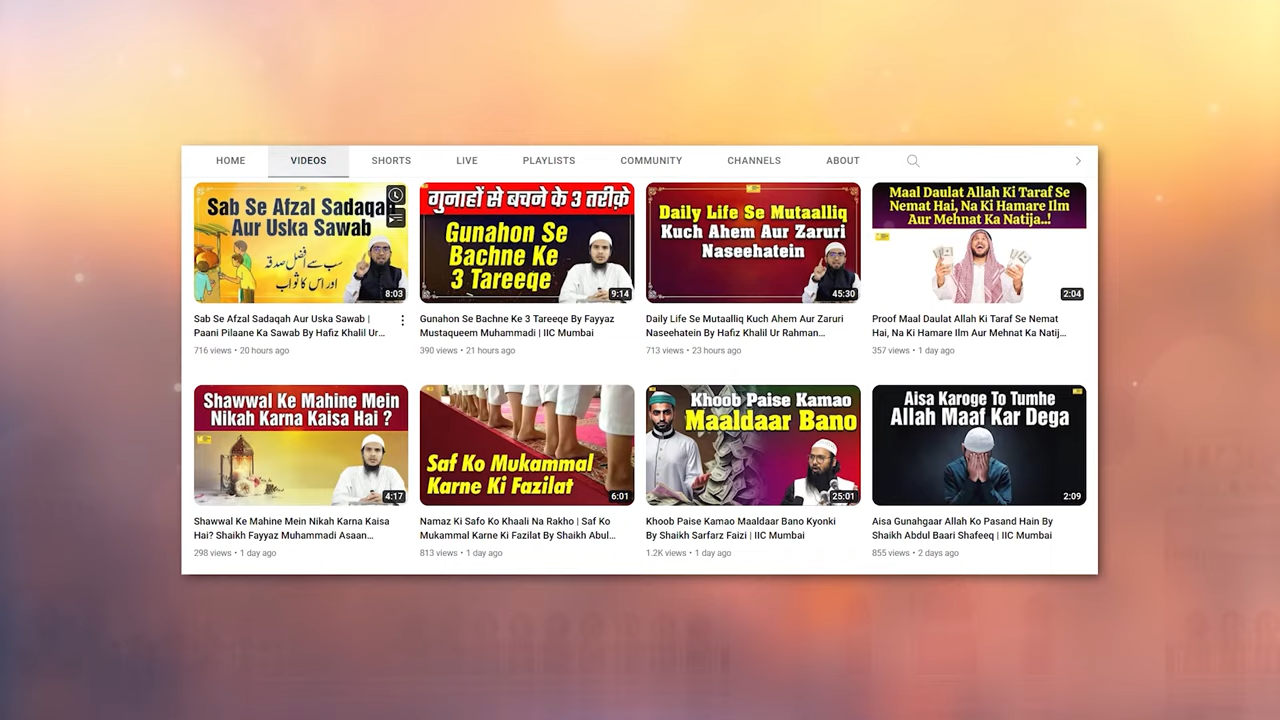 HOME VIDEOS SHORTS LIVE PLAYLISTS COMMUNITY CHANNELS ABOUT
Sab Se Afzal Sadaqah
Aur Uska Sawab
سب سے افضل صدقہ
اور اس کا ثواب
8:03
Sab Se Afzal Sadaqah Aur Uska Sawab |
Paani Pilaane Ka Sawab By Hafiz Khalil Ur...
716 views • 20 hours ago
गुनाहों से बचने के 3 तरीक़े
Gunahon Se
Bachne Ke
3 Tareeqe
9:14
Gunahon Se Bachne Ke 3 Tareeqe By Fayyaz
Mustaqueem Muhammadi | IIC Mumbai
390 views • 21 hours ago
Daily Life Se Mutaalliq
Kuch Ahem Aur Zaruri
Naseehatein
45:30
Daily Life Se Mutaalliq Kuch Ahem Aur Zaruri
Naseehatein By Hafiz Khalil Ur Rahman...
713 views • 23 hours ago
Maal Daulat Allah Ki Taraf Se
Nemat Hai, Na Ki Hamare Ilm
Aur Mehnat Ka Natija..!
2:04
Proof Maal Daulat Allah Ki Taraf Se Nemat
Hai, Na Ki Hamare Ilm Aur Mehnat Ka Natij...
357 views • 1 day ago
Shawwal Ke Mahine Mein
Nikah Karna Kaisa Hai ?
4:17
Shawwal Ke Mahine Mein Nikah Karna Kaisa
Hai? Shaikh Fayyaz Muhammadi Asaan...
298 views • 1 day ago
Saf Ko Mukammal
Karne Ki Fazilat
6:01
Namaz Ki Safo Ko Khaali Na Rakho | Saf Ko
Mukammal Karne Ki Fazilat By Shaikh Abul...
813 views • 1 day ago
Khoob Paise Kamao
Maaldaar Bano
25:01
Khoob Paise Kamao Maaldaar Bano Kyonki
By Shaikh Sarfarz Faizi | IIC Mumbai
1.2K views • 1 day ago
Aisa Karoge To Tumhe
Allah Maaf Kar Dega
2:09
Aisa Gunahgaar Allah Ko Pasand Hain By
Shaikh Abdul Baari Shafeeq | IIC Mumbai
855 views • 2 days ago